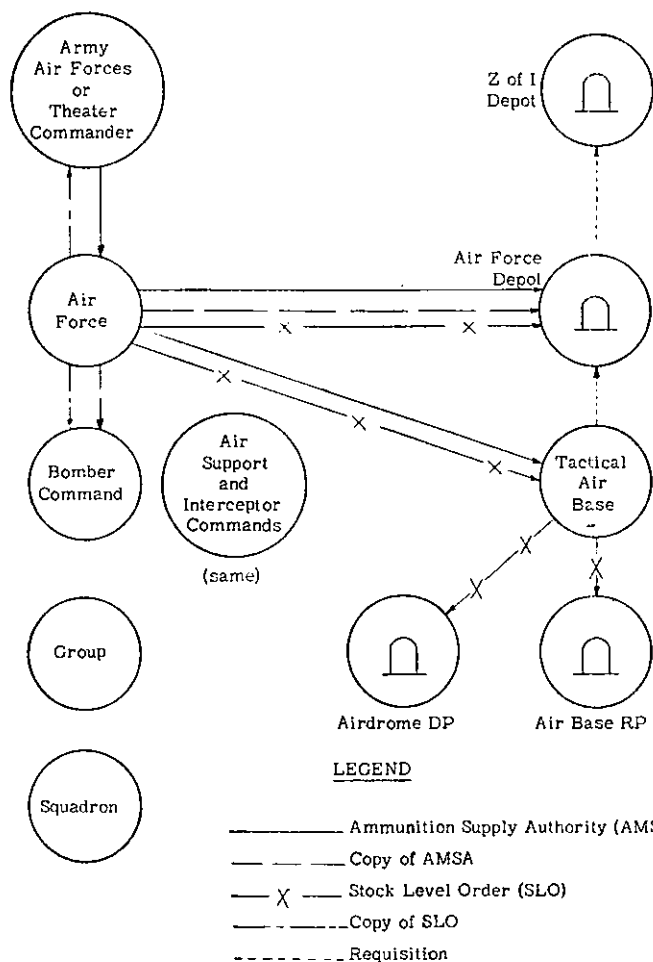 Army
Air Forces
or
Theater
Commander
Z of I
Depot
Air
Force
Air Force
Depot
Bomber
Command
Air
Support
and
Interceptor
Commands
(same)
Tactical
Air
Base
Group
Airdrome DP
Air Base RP
Squadron
LEGEND
Ammunition Supply Authority (AMS
Copy of AMSA
X Stock Level Order (SLO)
Copy of SLO
Requisition